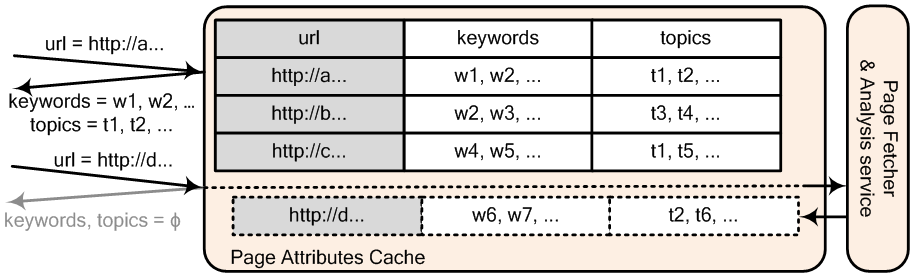 url = http://a...
keywords = w1, w2, ...
topics = t1, t2, ...
url = http://d...
keywords, topics = ϕ
url keywords topics
http://a... w1, w2, ... t1, t2, ...
http://b... w2, w3, ... t3, t4, ...
http://c... w4, w5, ... t1, t5, ...
http://d... w6, w7, ... t2, t6, ...
Page Attributes Cache
Page Fetcher
& Analysis service